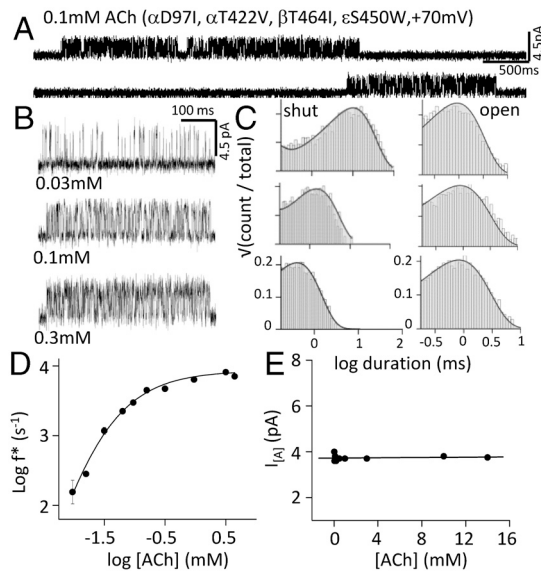 A
0.1mM ACh (αD97I, αT422V, βT464I, εS450W,+70mV)
4.5 pA
500ms
B
100 ms
4.5 pA
0.03mM
0.1mM
0.3mM
C
shut
open
√(count / total)
0.2
0.1
0
0.2
0.1
0
0 1 2
-0.5 0 0.5 1
log duration (ms)
D
4
3
2
Log f* (s⁻¹)
-1.5 -0.5 0.5
log [ACh] (mM)
E
8
6
4
2
0
I[A] (pA)
0 4 8 12 16
[ACh] (mM)